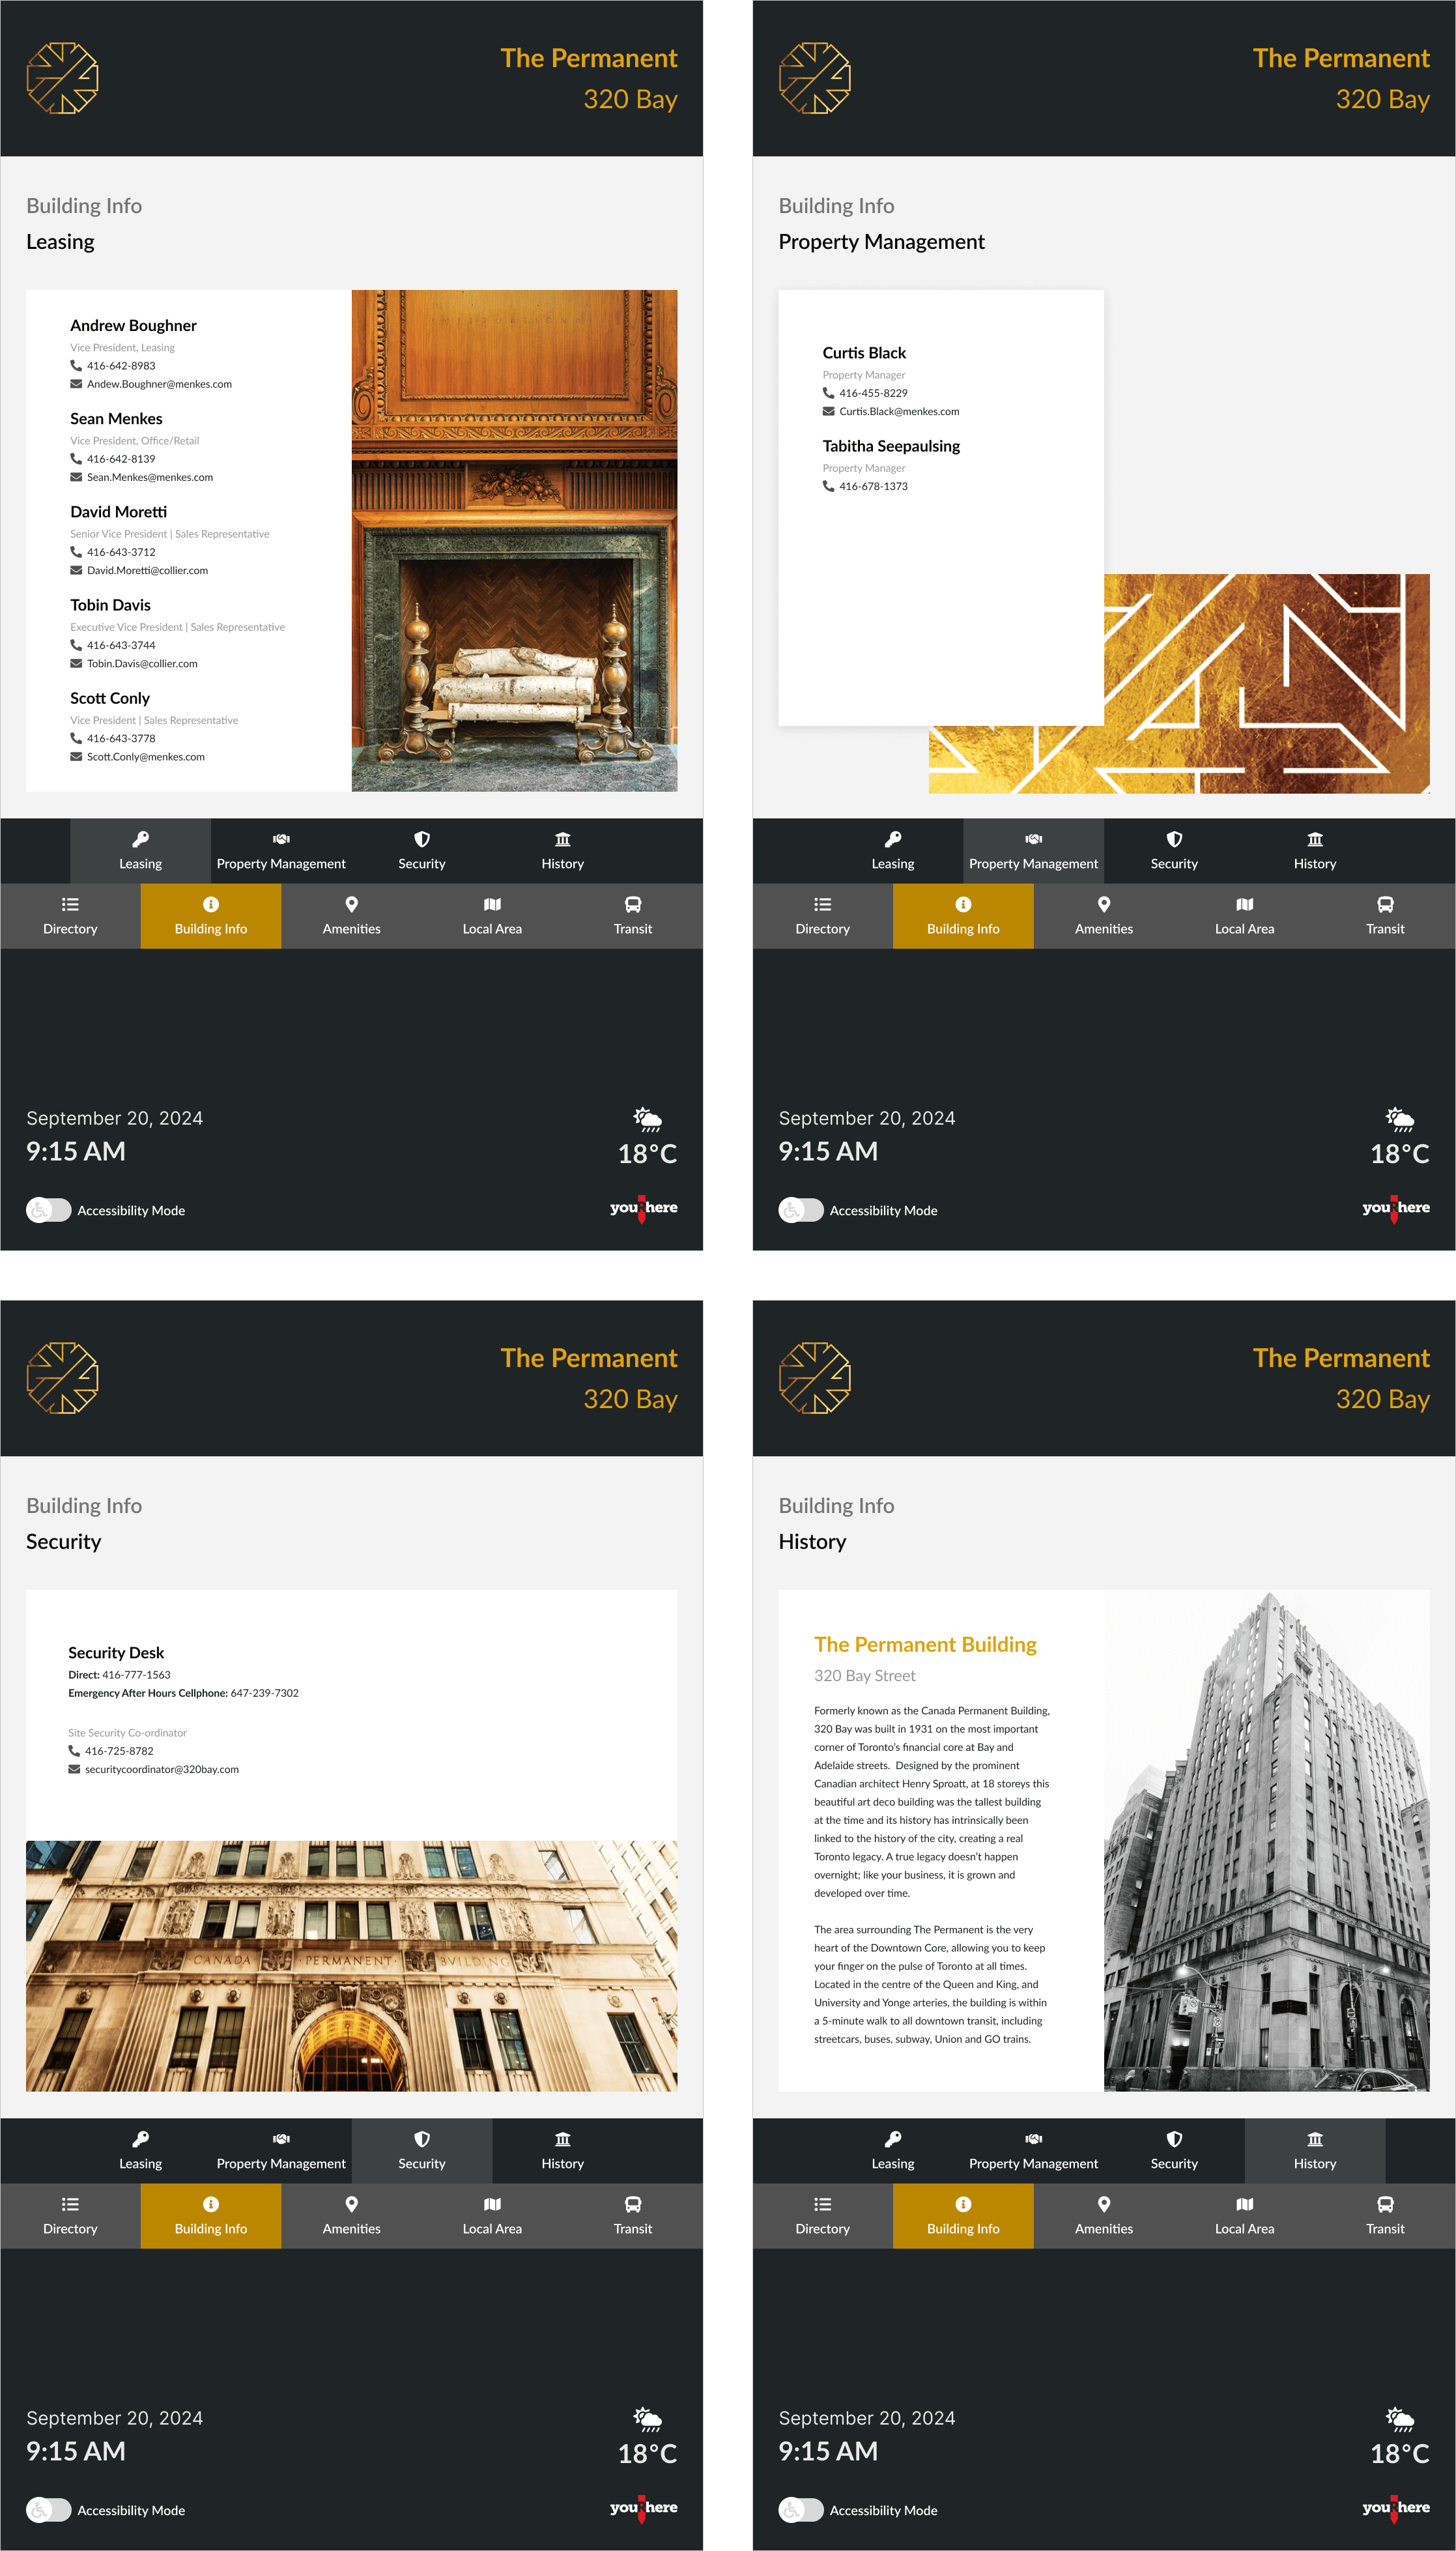 The Permanent
320 Bay
Building Info
Leasing
Andrew Boughner
Vice President, Leasing
416-642-8983
Andew.Boughner@menkes.com
Sean Menkes
Vice President, Office/Retail
416-642-8139
Sean.Menkes@menkes.com
David Moretti
Senior Vice President | Sales Representative
416-643-3712
David.Moretti@collier.com
Tobin Davis
Executive Vice President | Sales Representative
416-643-3744
Tobin.Davis@collier.com
Scott Conly
Vice President | Sales Representative
416-643-3778
Scott.Conly@menkes.com
Leasing Property Management Security History
Directory Building Info Amenities Local Area Transit
September 20, 2024
9:15 AM
18°C
Accessibility Mode
you here
The Permanent
320 Bay
Building Info
Property Management
Curtis Black
Property Manager
416-455-8229
Curtis.Black@menkes.com
Tabitha Seepaulsing
Property Manager
416-678-1373
Leasing Property Management Security History
Directory Building Info Amenities Local Area Transit
September 20, 2024
9:15 AM
18°C
Accessibility Mode
you here
The Permanent
320 Bay
Building Info
Security
Security Desk
Direct: 416-777-1563
Emergency After Hours Cellphone: 647-239-7302
Site Security Co-ordinator
416-725-8782
securitycoordinator@320bay.com
CANADA PERMANENT BUILDING
Leasing Property Management Security History
Directory Building Info Amenities Local Area Transit
September 20, 2024
9:15 AM
18°C
Accessibility Mode
you here
The Permanent
320 Bay
Building Info
History
The Permanent Building
320 Bay Street
Formerly known as the Canada Permanent Building,
320 Bay was built in 1931 on the most important
corner of Toronto's financial core at Bay and
Adelaide streets.  Designed by the prominent
Canadian architect Henry Sproatt, at 18 storeys this
beautiful art deco building was the tallest building
at the time and its history has intrinsically been
linked to the history of the city, creating a real
Toronto legacy. A true legacy doesn't happen
overnight; like your business, it is grown and
developed over time.
The area surrounding The Permanent is the very
heart of the Downtown Core, allowing you to keep
your finger on the pulse of Toronto at all times.
Located in the centre of the Queen and King, and
University and Yonge arteries, the building is within
a 5-minute walk to all downtown transit, including
streetcars, buses, subway, Union and GO trains.
Leasing Property Management Security History
Directory Building Info Amenities Local Area Transit
September 20, 2024
9:15 AM
18°C
Accessibility Mode
you here